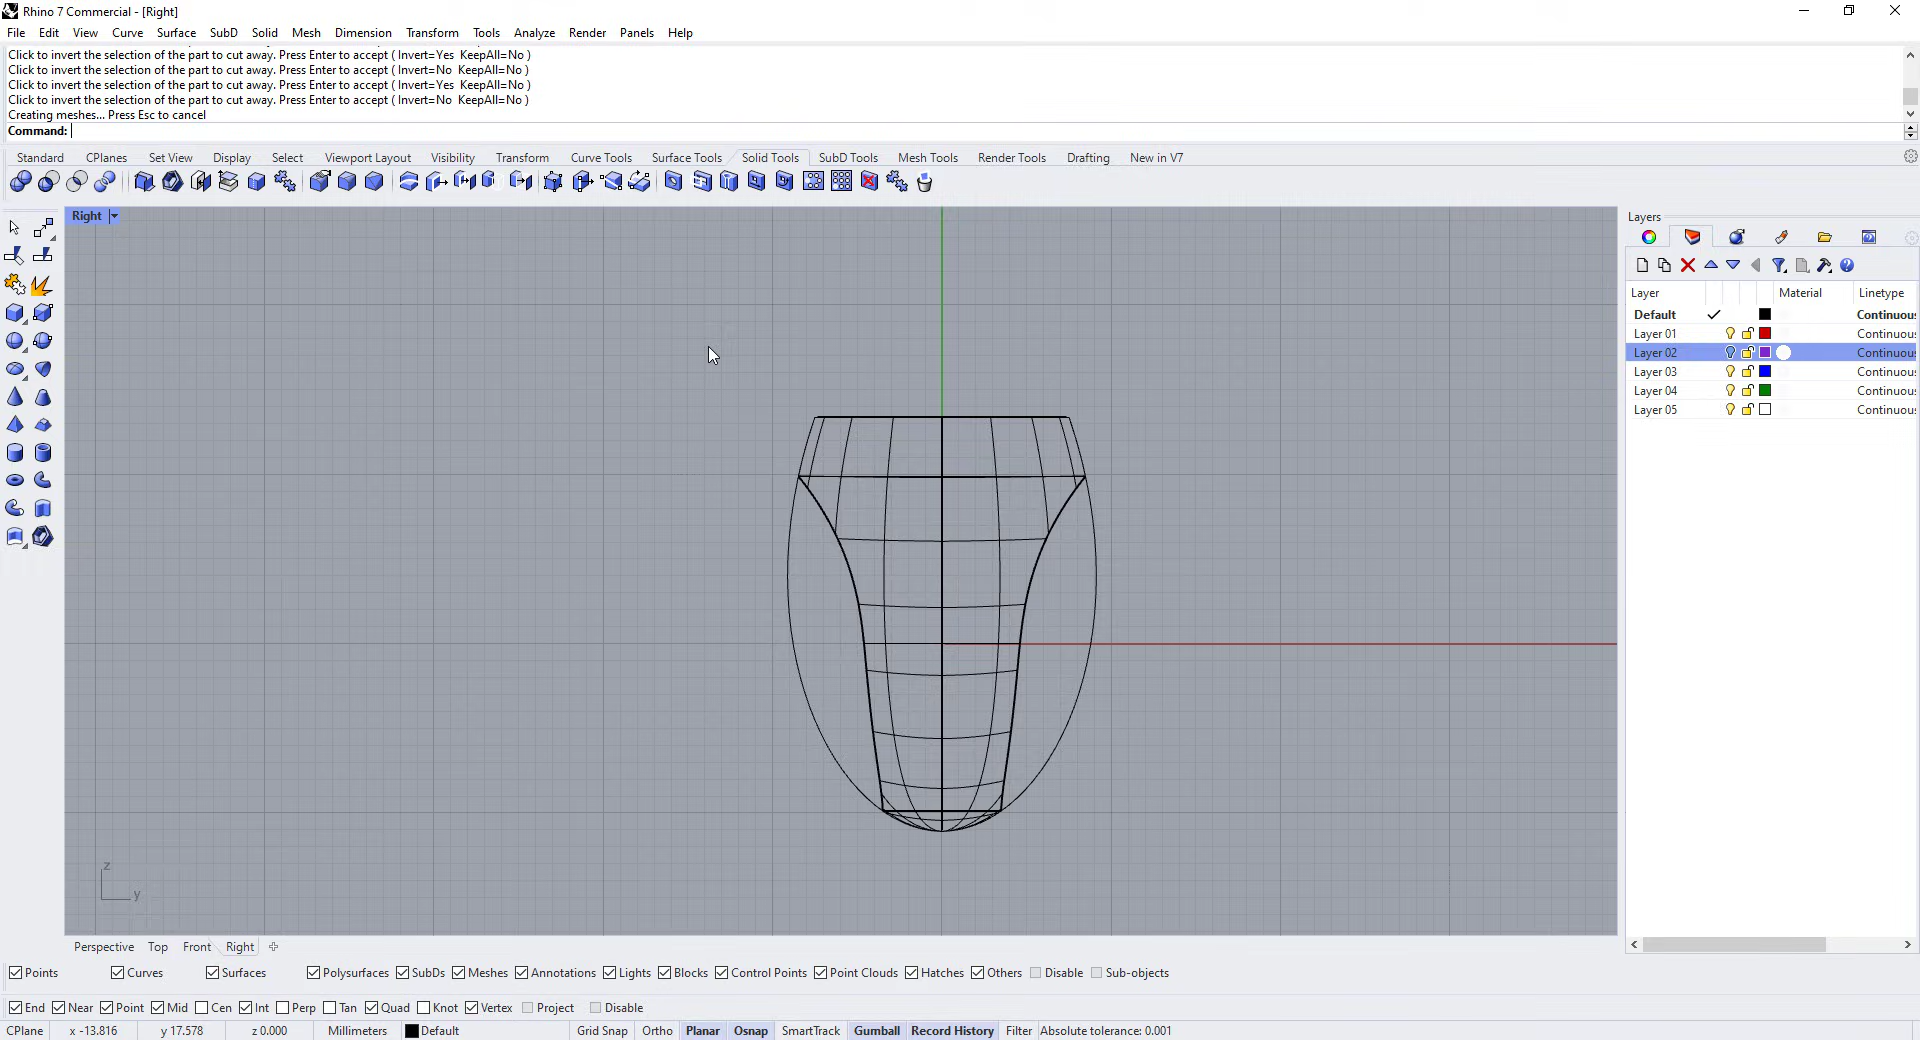 Rhino 7 Commercial - [Right]
File Edit View Curve Surface SubD Solid Mesh Dimension Transform Tools Analyze Render Panels Help
Click to invert the selection of the part to cut away. Press Enter to accept ( Invert=Yes KeepAll=No )
Click to invert the selection of the part to cut away. Press Enter to accept ( Invert=No KeepAll=No )
Click to invert the selection of the part to cut away. Press Enter to accept ( Invert=Yes KeepAll=No )
Click to invert the selection of the part to cut away. Press Enter to accept ( Invert=No KeepAll=No )
Creating meshes... Press Esc to cancel
Command:
Standard CPlanes Set View Display Select Viewport Layout Visibility Transform Curve Tools Surface Tools Solid Tools SubD Tools Mesh Tools Render Tools Drafting New in V7
Right
Layers
Layer Material Linetype
Default Continuous
Layer 01 Continuous
Layer 02 Continuous
Layer 03 Continuous
Layer 04 Continuous
Layer 05 Continuous
z
y
Perspective Top Front Right
Points Curves Surfaces Polysurfaces SubDs Meshes Annotations Lights Blocks Control Points Point Clouds Hatches Others Disable Sub-objects
End Near Point Mid Cen Int Perp Tan Quad Knot Vertex Project Disable
CPlane x -13.816 y 17.578 z 0.000 Millimeters Default Grid Snap Ortho Planar Osnap SmartTrack Gumball Record History Filter Absolute tolerance: 0.001